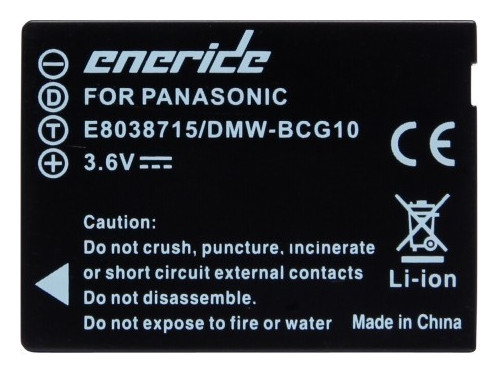 eneride
− D T +
FOR PANASONIC
E8038715/DMW-BCG10
3.6V
CE
Caution:
Do not crush, puncture, incinerate
or short circuit external contacts
Do not disassemble.
Do not expose to fire or water
Li-ion
Made in China